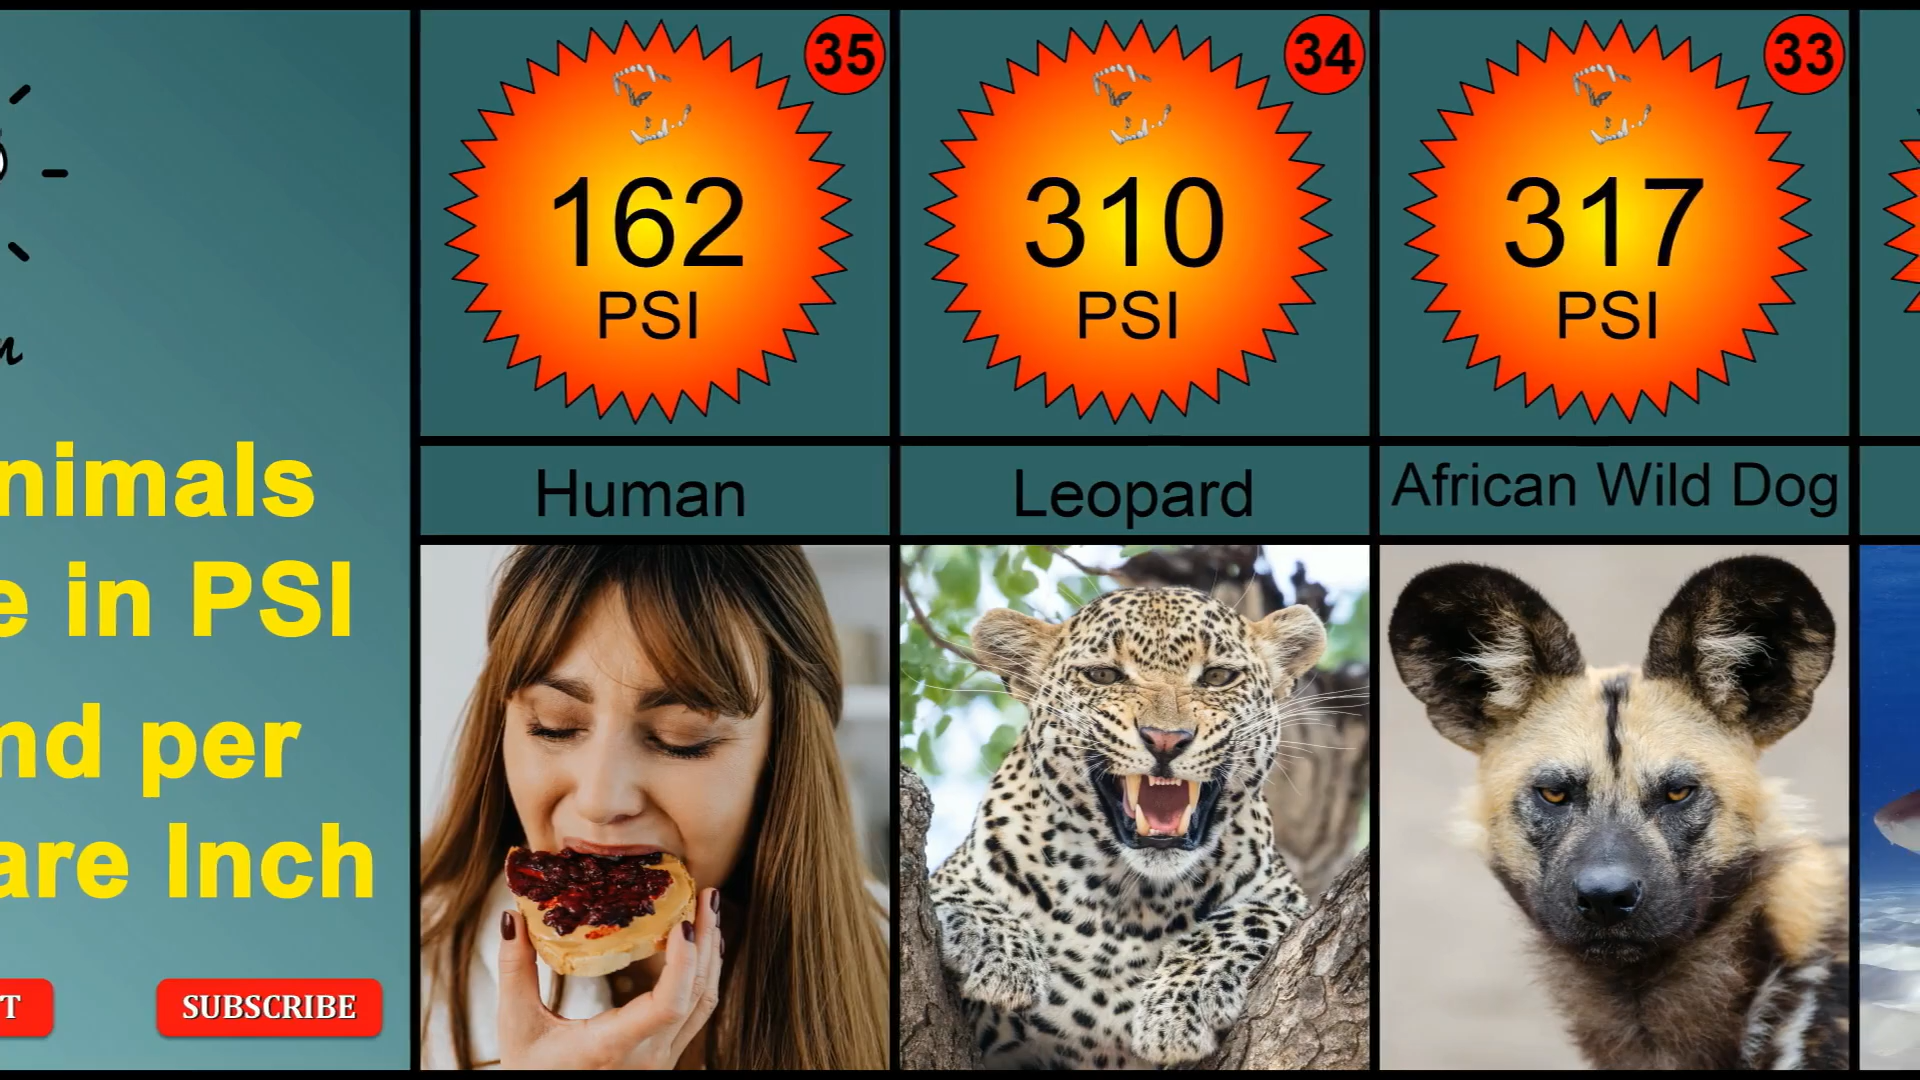 nimals
e in PSI
nd per
are Inch
T
SUBSCRIBE
35
162
PSI
Human
34
310
PSI
Leopard
33
317
PSI
African Wild Dog